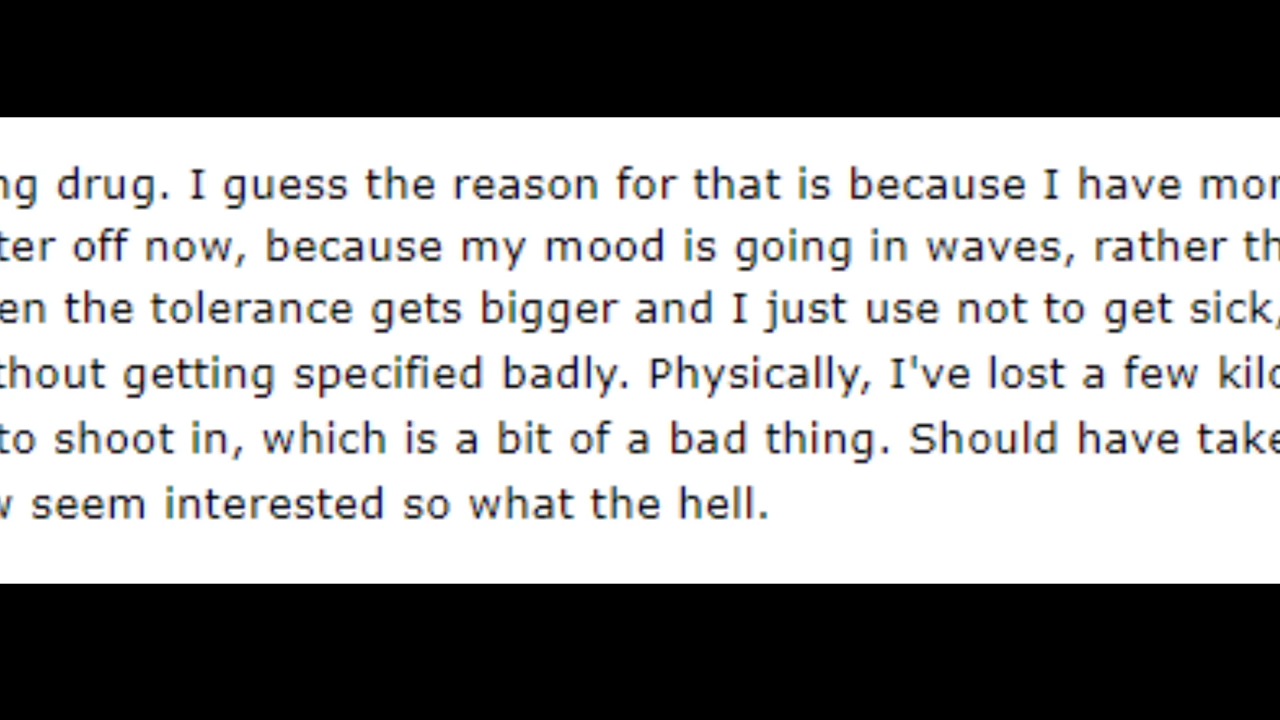 ng drug. I guess the reason for that is because I have mor
ter off now, because my mood is going in waves, rather th
en the tolerance gets bigger and I just use not to get sick,
thout getting specified badly. Physically, I've lost a few kilo
to shoot in, which is a bit of a bad thing. Should have take
w seem interested so what the hell.